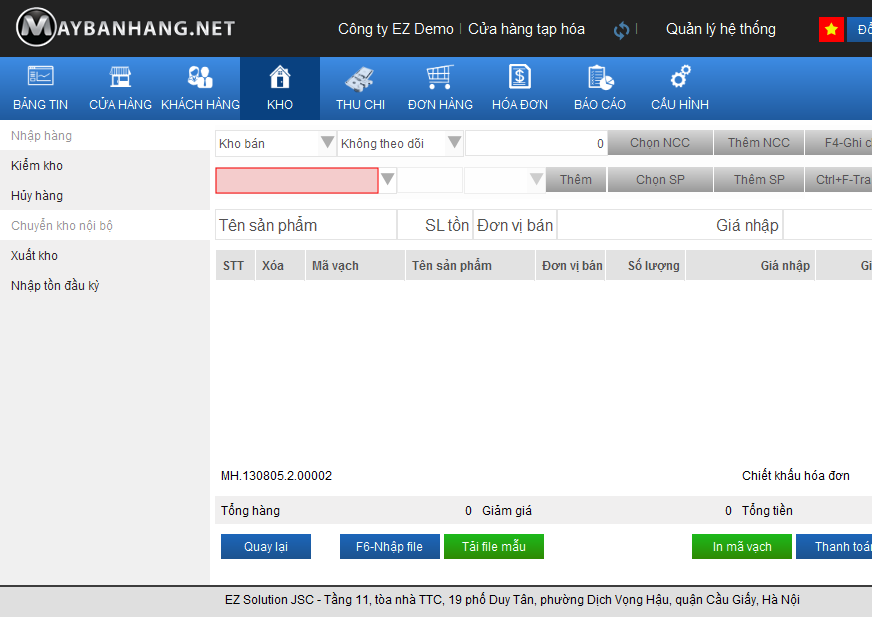 MAYBANHANG.NET
Công ty EZ Demo | Cửa hàng tạp hóa | Quản lý hệ thống
BẢNG TIN CỬA HÀNG KHÁCH HÀNG KHO THU CHI ĐƠN HÀNG HÓA ĐƠN BÁO CÁO CẤU HÌNH
Nhập hàng
Kiểm kho
Hủy hàng
Chuyển kho nội bộ
Xuất kho
Nhập tồn đầu kỳ
Kho bán Không theo dõi 0 Chọn NCC Thêm NCC F4-Ghi
Thêm Chọn SP Thêm SP Ctrl+F-Tra
Tên sản phẩm SL tồn Đơn vị bán Giá nhập
STT Xóa Mã vạch Tên sản phẩm Đơn vị bán Số lượng Giá nhập
MH.130805.2.00002 Chiết khấu hóa đơn
Tổng hàng 0 Giảm giá 0 Tổng tiền
Quay lại F6-Nhập file Tải file mẫu In mã vạch Thanh toán
EZ Solution JSC - Tầng 11, tòa nhà TTC, 19 phố Duy Tân, phường Dịch Vọng Hậu, quận Cầu Giấy, Hà Nội